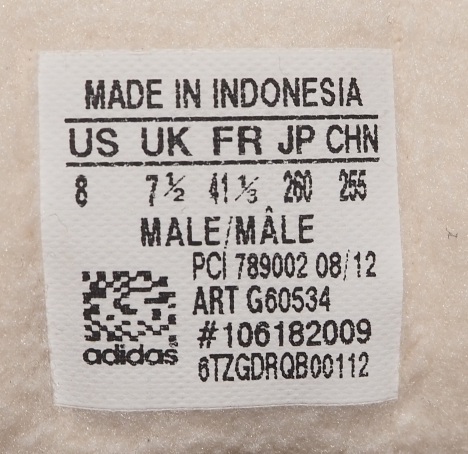 MADE IN INDONESIA
US UK FR JP CHN
8 7½ 41⅓ 260 255
MALE/MÂLE
PCI 789002 08/12
ART G60534
#106182009
adidas
6TZGDRQB00112